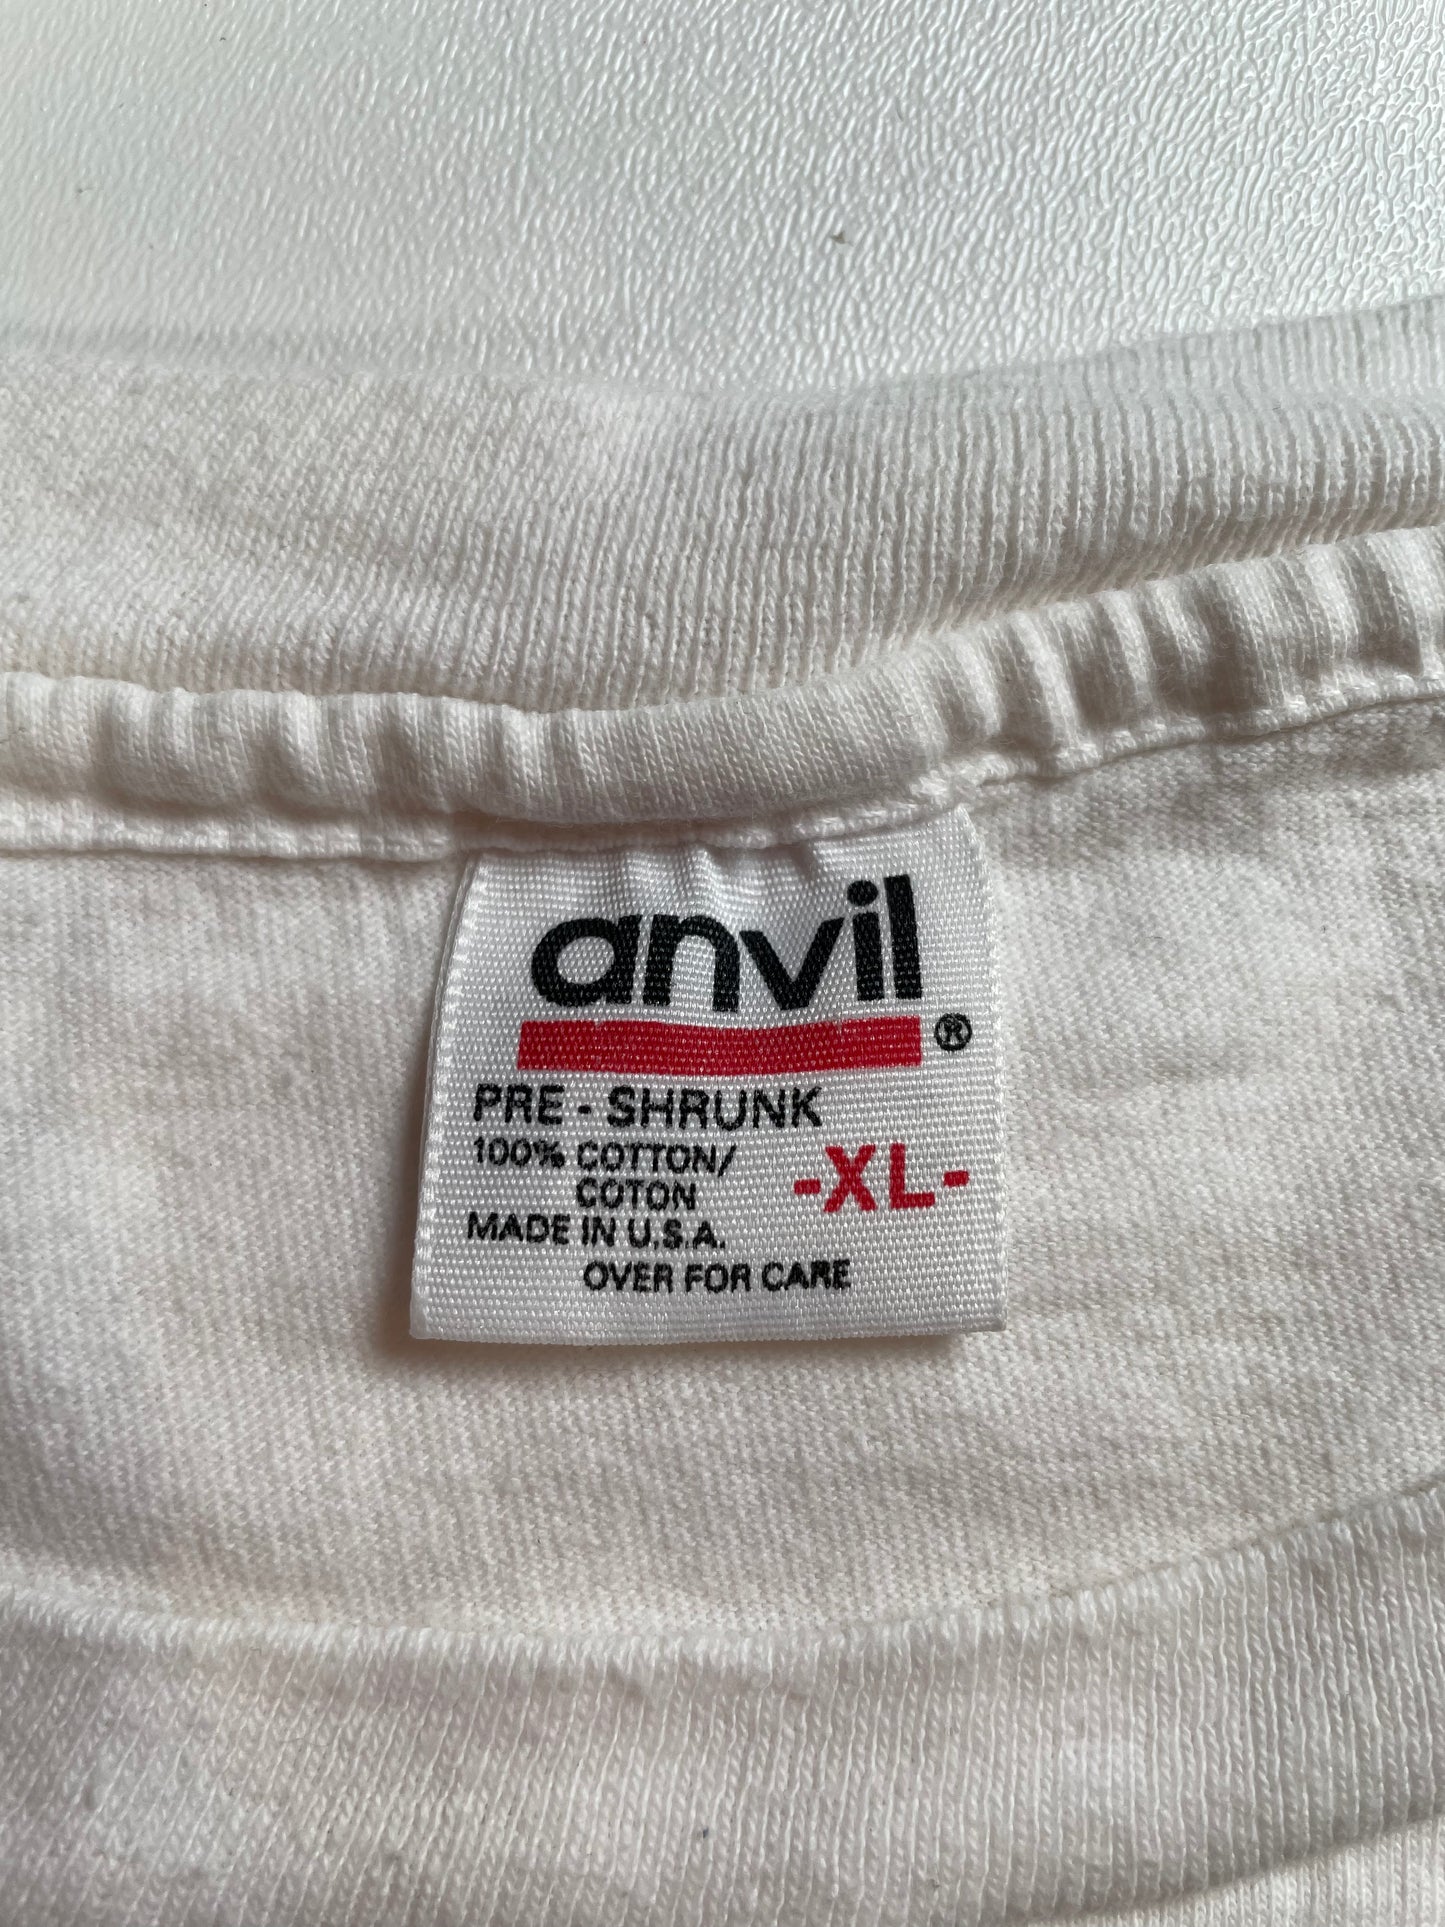 anvil®
PRE-SHRUNK
100% COTTON/
COTON
-XL-
MADE IN U.S.A.
OVER FOR CARE